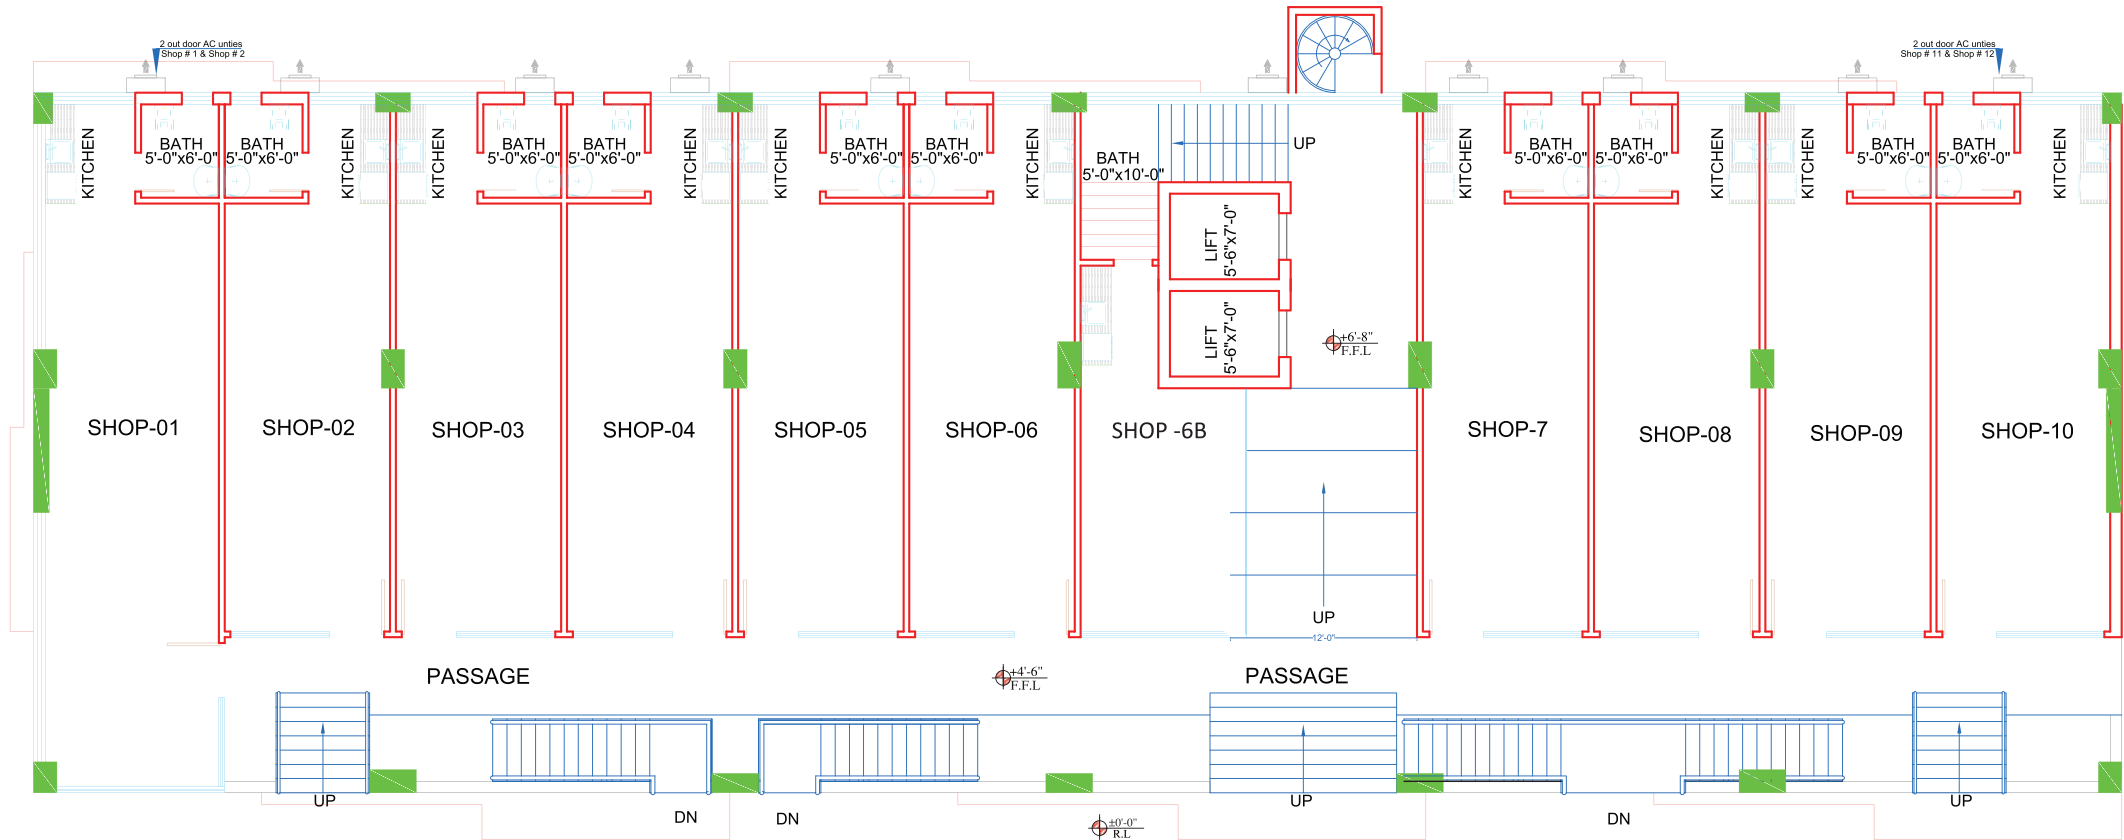 2 out door AC unties
Shop # 1 & Shop # 2
2 out door AC unties
Shop # 11 & Shop # 12
KITCHEN
BATH
5'-0"x6'-0"
BATH
5'-0"x6'-0"
KITCHEN
KITCHEN
BATH
5'-0"x6'-0"
BATH
5'-0"x6'-0"
KITCHEN
KITCHEN
BATH
5'-0"x6'-0"
BATH
5'-0"x6'-0"
KITCHEN
BATH
5'-0"x10'-0"
UP
KITCHEN
BATH
5'-0"x6'-0"
BATH
5'-0"x6'-0"
KITCHEN
KITCHEN
BATH
5'-0"x6'-0"
BATH
5'-0"x6'-0"
KITCHEN
LIFT
5'-6"x7'-0"
LIFT
5'-6"x7'-0"
+6'-8"
F.F.L
SHOP-01
SHOP-02
SHOP-03
SHOP-04
SHOP-05
SHOP-06
SHOP -6B
SHOP-7
SHOP-08
SHOP-09
SHOP-10
UP
12'-0"
PASSAGE
+4'-6"
F.F.L
PASSAGE
UP
DN
DN
±0'-0"
R.L
UP
DN
UP